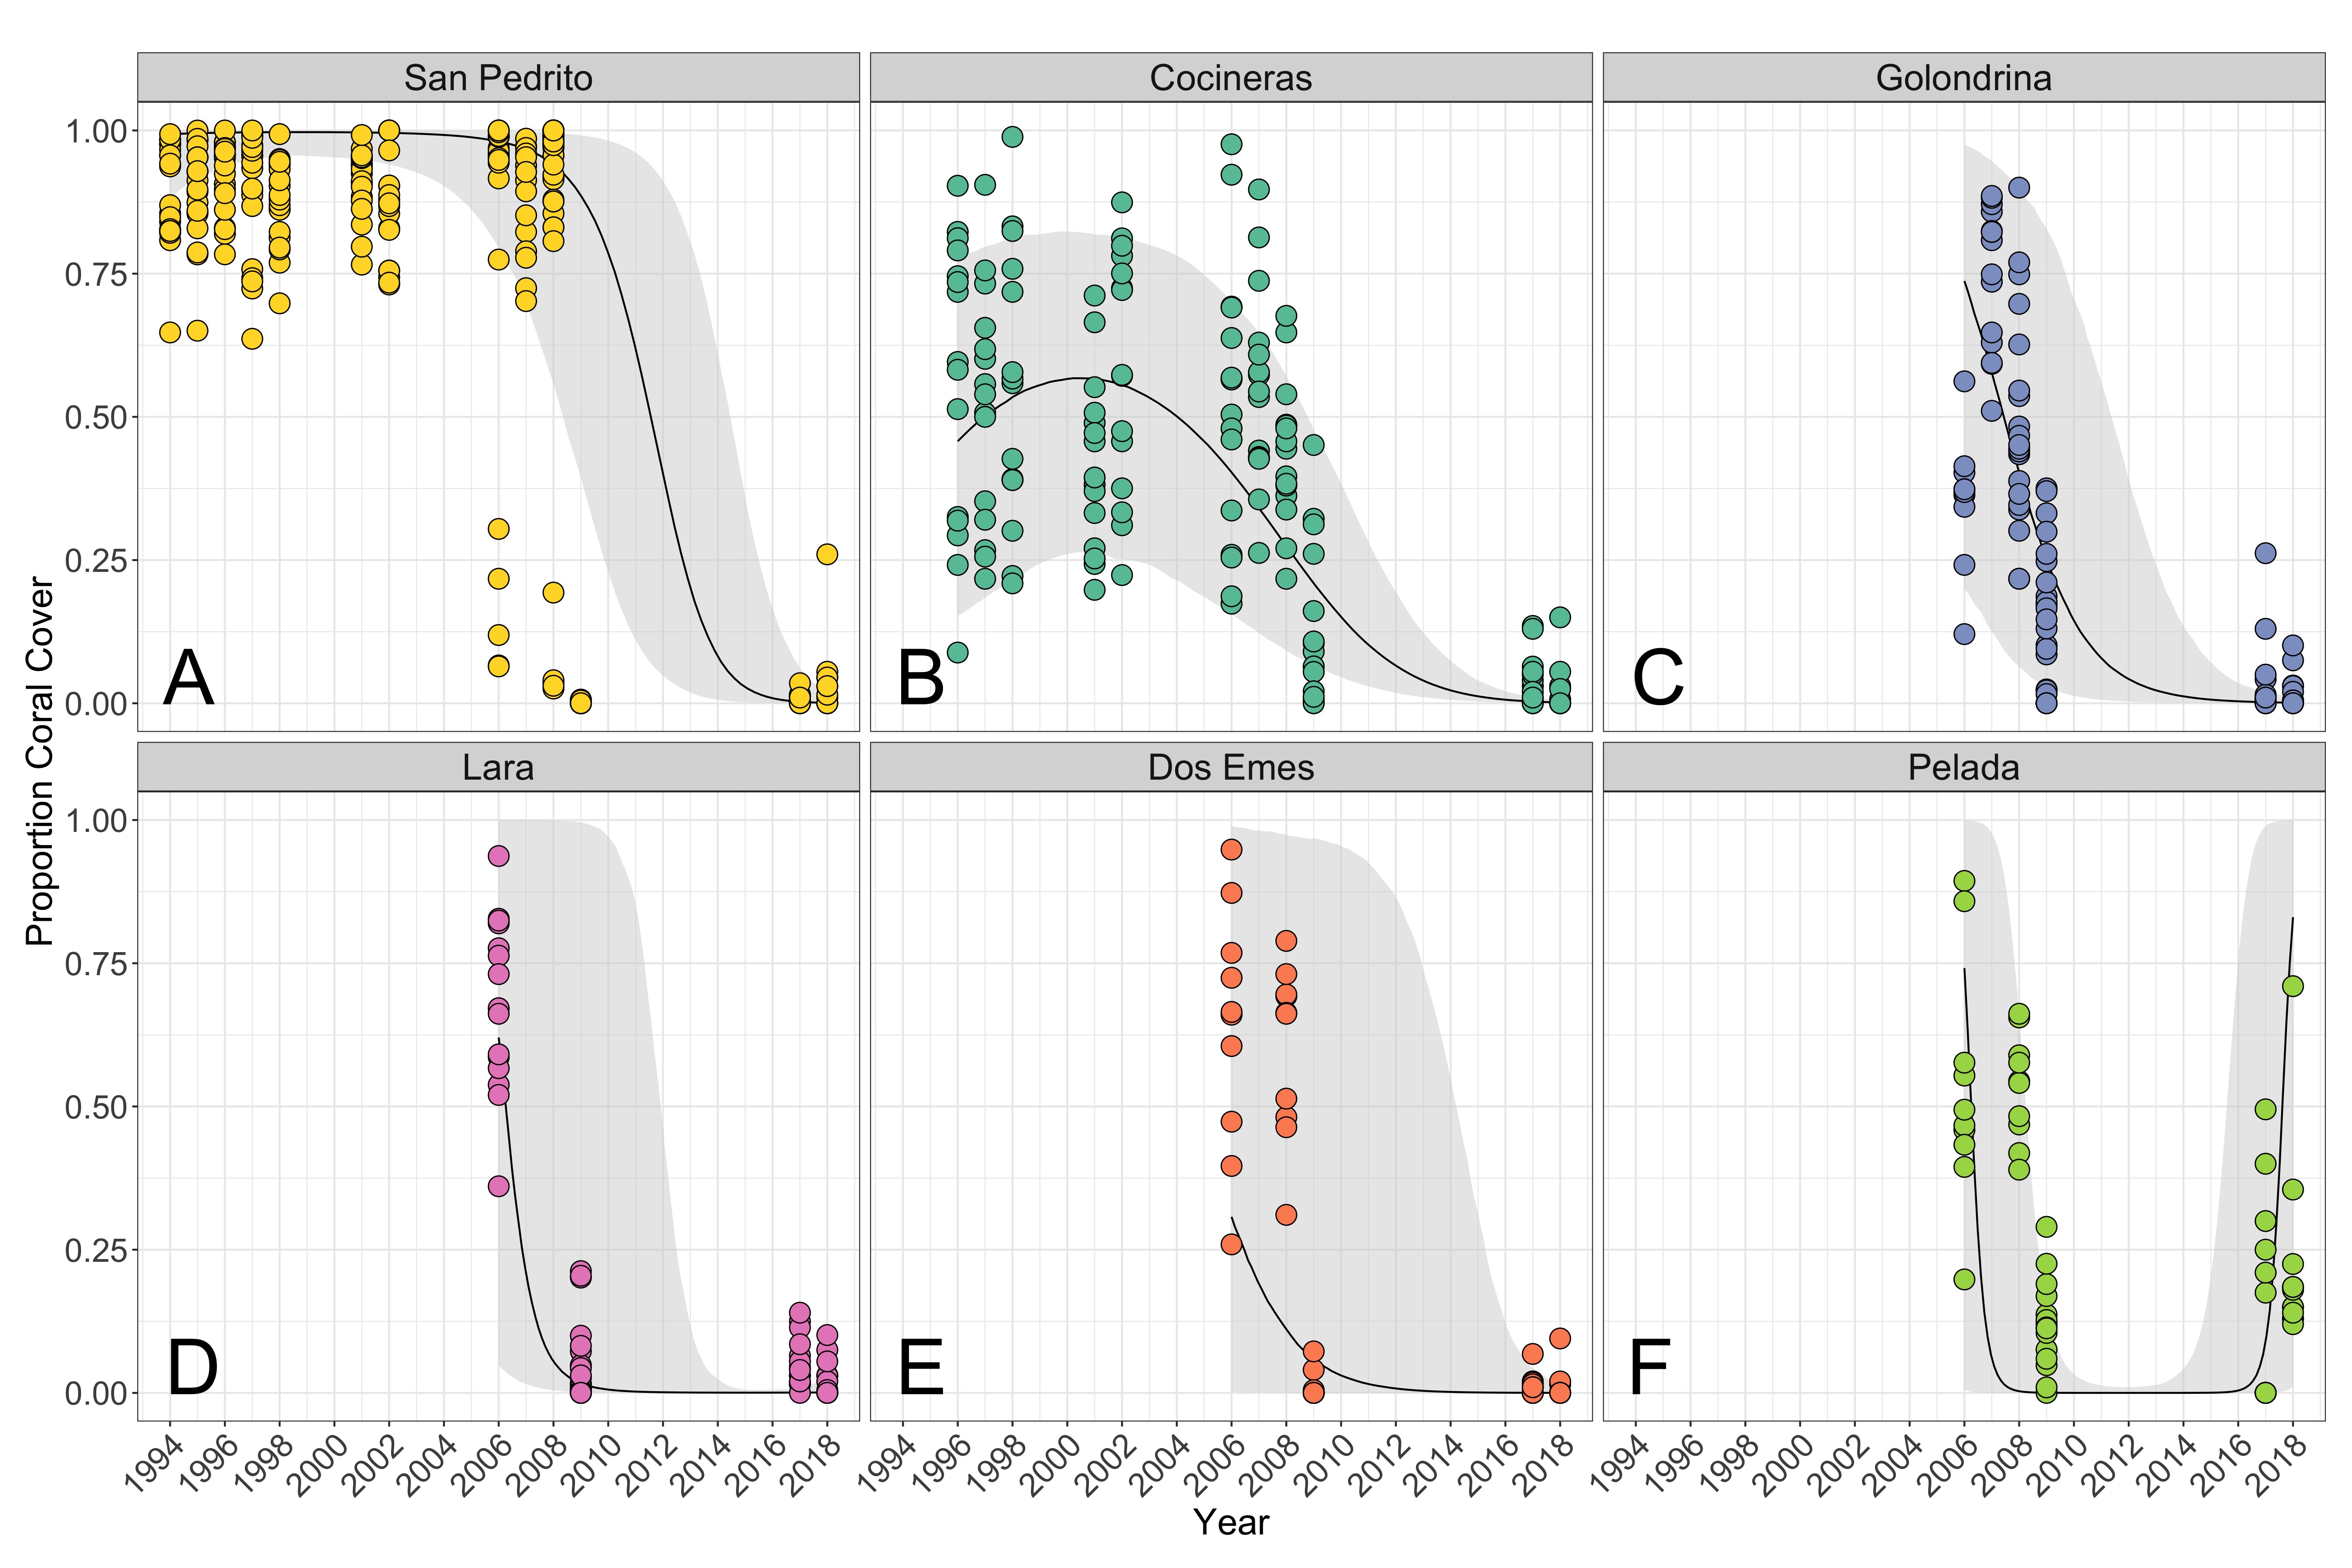 San Pedrito Cocineras Golondrina
1.00
0.75
0.50
0.25
0.00
A B C
Lara Dos Emes Pelada
1.00
0.75
0.50
0.25
0.00
D E F
Proportion Coral Cover
1994 1996 1998 2000 2002 2004 2006 2008 2010 2012 2014 2016 2018 1994 1996 1998 2000 2002 2004 2006 2008 2010 2012 2014 2016 2018 1994 1996 1998 2000 2002 2004 2006 2008 2010 2012 2014 2016 2018
Year